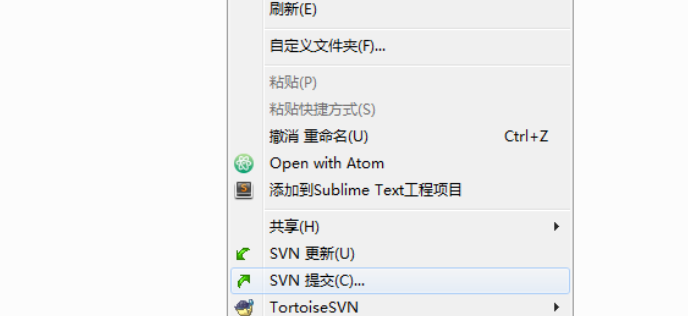 刷新(E)
自定义文件夹(F)...
粘贴(P)
粘贴快捷方式(S)
撤消 重命名(U) Ctrl+Z
Open with Atom
添加到Sublime Text工程项目
共享(H)
SVN 更新(U)
SVN 提交(C)...
TortoiseSVN